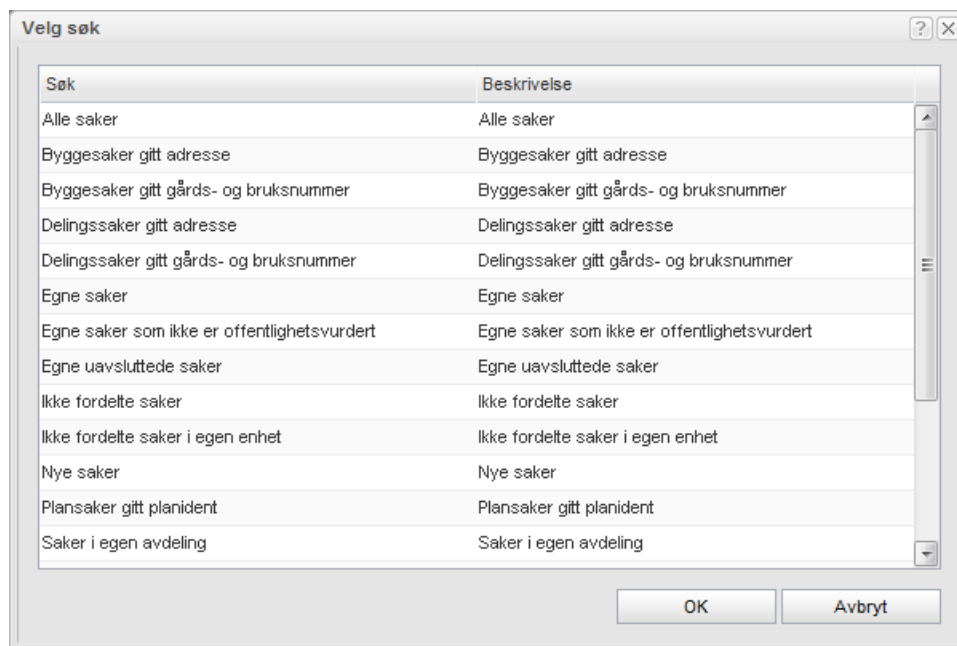 Velg søk
Søk Beskrivelse
Alle saker Alle saker
Byggesaker gitt adresse Byggesaker gitt adresse
Byggesaker gitt gårds- og bruksnummer Byggesaker gitt gårds- og bruksnummer
Delingssaker gitt adresse Delingssaker gitt adresse
Delingssaker gitt gårds- og bruksnummer Delingssaker gitt gårds- og bruksnummer
Egne saker Egne saker
Egne saker som ikke er offentlighetsvurdert Egne saker som ikke er offentlighetsvurdert
Egne uavsluttede saker Egne uavsluttede saker
Ikke fordelte saker Ikke fordelte saker
Ikke fordelte saker i egen enhet Ikke fordelte saker i egen enhet
Nye saker Nye saker
Plansaker gitt planident Plansaker gitt planident
Saker i egen avdeling Saker i egen avdeling
OK Avbryt